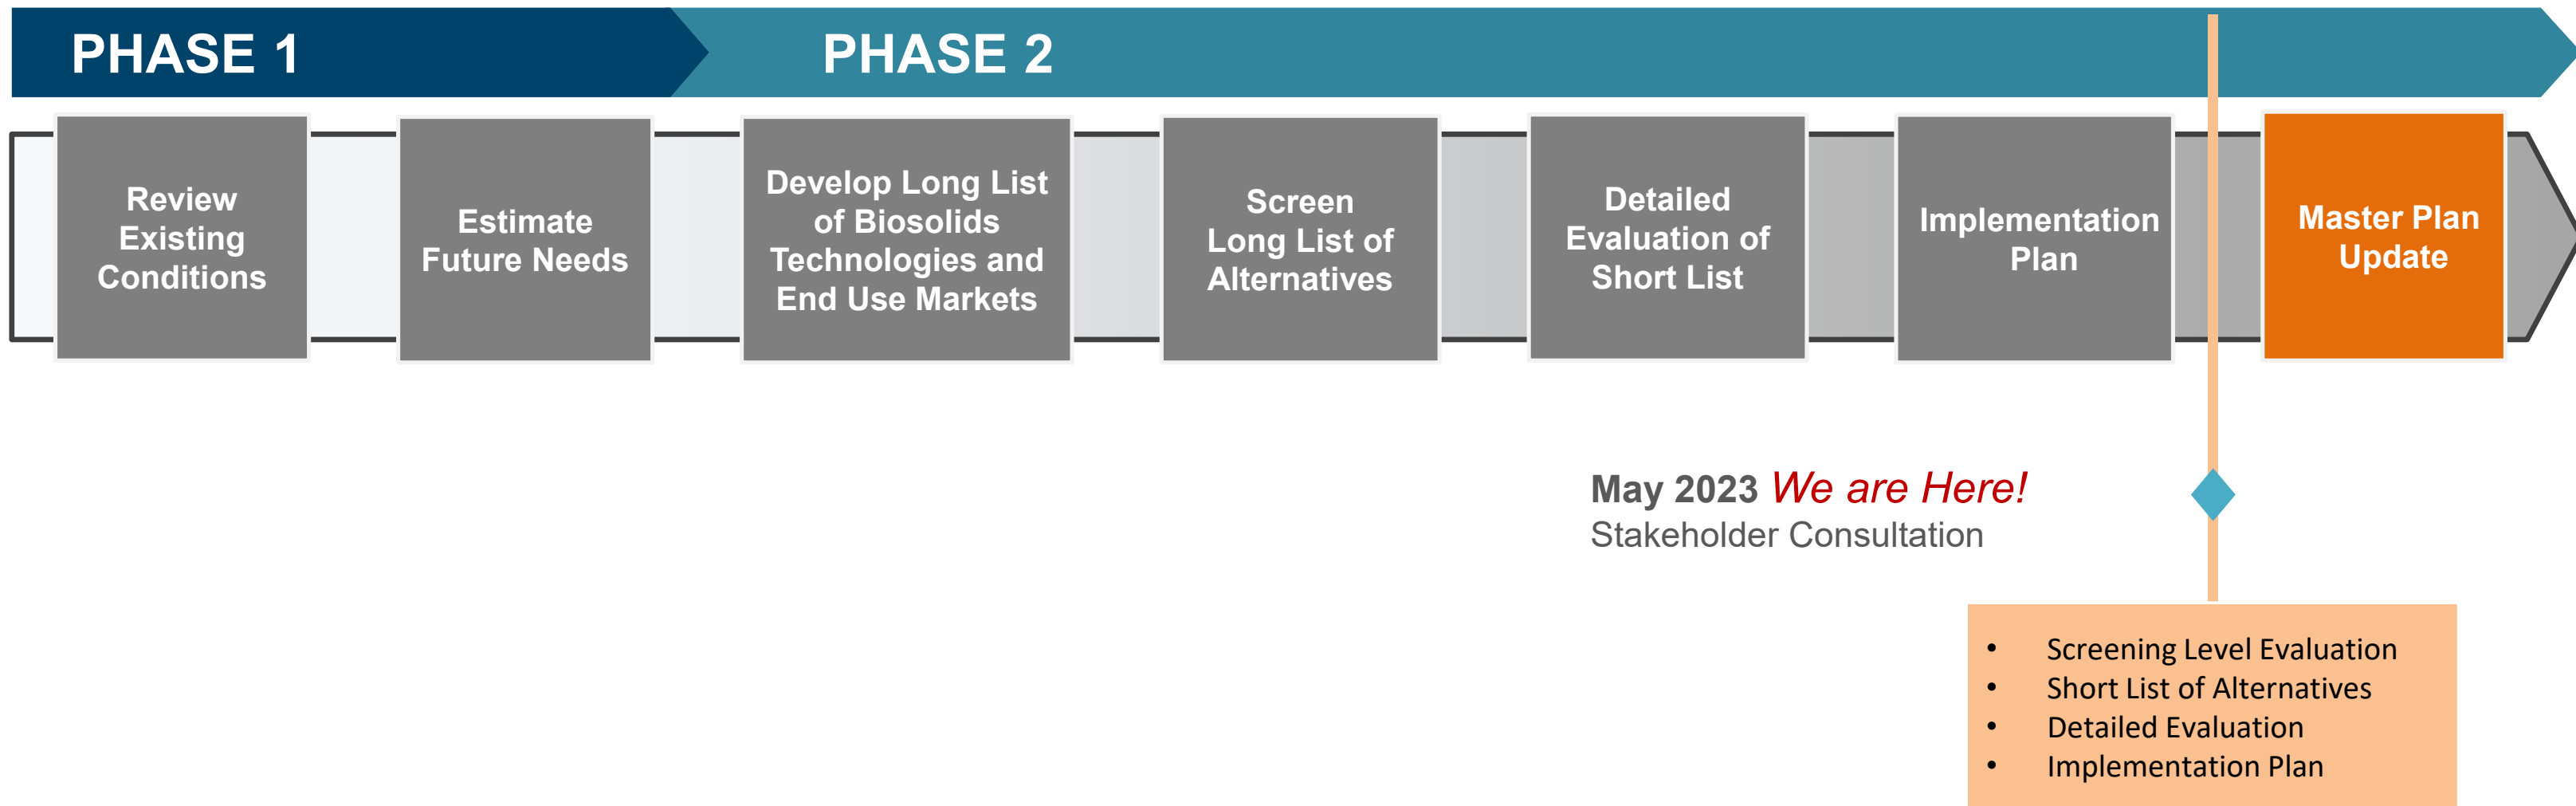 PHASE 1
PHASE 2
Review
Existing
Conditions
Estimate
Future Needs
Develop Long List
of Biosolids
Technologies and
End Use Markets
Screen
Long List of
Alternatives
Detailed
Evaluation of
Short List
Implementation
Plan
Master Plan
Update
May 2023 We are Here!
Stakeholder Consultation
• Screening Level Evaluation
• Short List of Alternatives
• Detailed Evaluation
• Implementation Plan